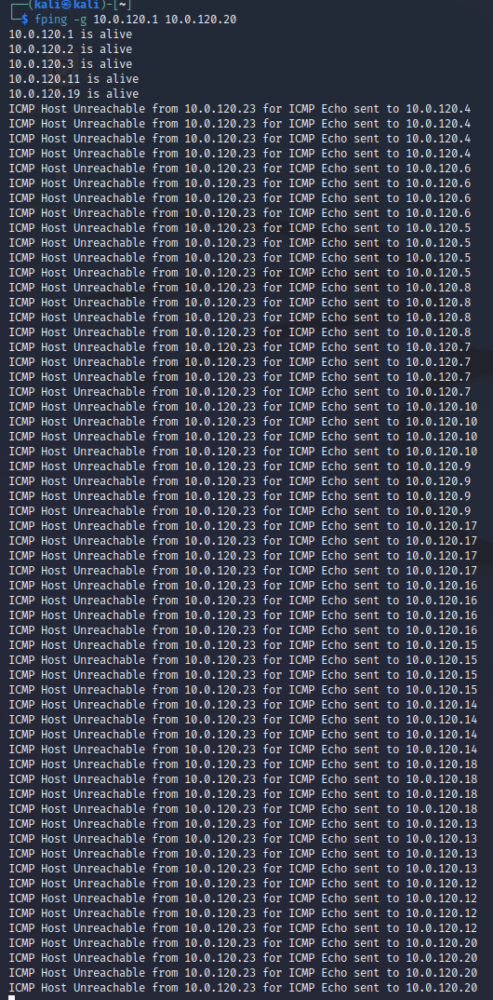 ┌──(kali㉿kali)-[~]
└─$ fping -g 10.0.120.1 10.0.120.20
10.0.120.1 is alive
10.0.120.2 is alive
10.0.120.3 is alive
10.0.120.11 is alive
10.0.120.19 is alive
ICMP Host Unreachable from 10.0.120.23 for ICMP Echo sent to 10.0.120.4
ICMP Host Unreachable from 10.0.120.23 for ICMP Echo sent to 10.0.120.4
ICMP Host Unreachable from 10.0.120.23 for ICMP Echo sent to 10.0.120.4
ICMP Host Unreachable from 10.0.120.23 for ICMP Echo sent to 10.0.120.4
ICMP Host Unreachable from 10.0.120.23 for ICMP Echo sent to 10.0.120.6
ICMP Host Unreachable from 10.0.120.23 for ICMP Echo sent to 10.0.120.6
ICMP Host Unreachable from 10.0.120.23 for ICMP Echo sent to 10.0.120.6
ICMP Host Unreachable from 10.0.120.23 for ICMP Echo sent to 10.0.120.6
ICMP Host Unreachable from 10.0.120.23 for ICMP Echo sent to 10.0.120.5
ICMP Host Unreachable from 10.0.120.23 for ICMP Echo sent to 10.0.120.5
ICMP Host Unreachable from 10.0.120.23 for ICMP Echo sent to 10.0.120.5
ICMP Host Unreachable from 10.0.120.23 for ICMP Echo sent to 10.0.120.5
ICMP Host Unreachable from 10.0.120.23 for ICMP Echo sent to 10.0.120.8
ICMP Host Unreachable from 10.0.120.23 for ICMP Echo sent to 10.0.120.8
ICMP Host Unreachable from 10.0.120.23 for ICMP Echo sent to 10.0.120.8
ICMP Host Unreachable from 10.0.120.23 for ICMP Echo sent to 10.0.120.8
ICMP Host Unreachable from 10.0.120.23 for ICMP Echo sent to 10.0.120.7
ICMP Host Unreachable from 10.0.120.23 for ICMP Echo sent to 10.0.120.7
ICMP Host Unreachable from 10.0.120.23 for ICMP Echo sent to 10.0.120.7
ICMP Host Unreachable from 10.0.120.23 for ICMP Echo sent to 10.0.120.7
ICMP Host Unreachable from 10.0.120.23 for ICMP Echo sent to 10.0.120.10
ICMP Host Unreachable from 10.0.120.23 for ICMP Echo sent to 10.0.120.10
ICMP Host Unreachable from 10.0.120.23 for ICMP Echo sent to 10.0.120.10
ICMP Host Unreachable from 10.0.120.23 for ICMP Echo sent to 10.0.120.10
ICMP Host Unreachable from 10.0.120.23 for ICMP Echo sent to 10.0.120.9
ICMP Host Unreachable from 10.0.120.23 for ICMP Echo sent to 10.0.120.9
ICMP Host Unreachable from 10.0.120.23 for ICMP Echo sent to 10.0.120.9
ICMP Host Unreachable from 10.0.120.23 for ICMP Echo sent to 10.0.120.9
ICMP Host Unreachable from 10.0.120.23 for ICMP Echo sent to 10.0.120.17
ICMP Host Unreachable from 10.0.120.23 for ICMP Echo sent to 10.0.120.17
ICMP Host Unreachable from 10.0.120.23 for ICMP Echo sent to 10.0.120.17
ICMP Host Unreachable from 10.0.120.23 for ICMP Echo sent to 10.0.120.17
ICMP Host Unreachable from 10.0.120.23 for ICMP Echo sent to 10.0.120.16
ICMP Host Unreachable from 10.0.120.23 for ICMP Echo sent to 10.0.120.16
ICMP Host Unreachable from 10.0.120.23 for ICMP Echo sent to 10.0.120.16
ICMP Host Unreachable from 10.0.120.23 for ICMP Echo sent to 10.0.120.16
ICMP Host Unreachable from 10.0.120.23 for ICMP Echo sent to 10.0.120.15
ICMP Host Unreachable from 10.0.120.23 for ICMP Echo sent to 10.0.120.15
ICMP Host Unreachable from 10.0.120.23 for ICMP Echo sent to 10.0.120.15
ICMP Host Unreachable from 10.0.120.23 for ICMP Echo sent to 10.0.120.15
ICMP Host Unreachable from 10.0.120.23 for ICMP Echo sent to 10.0.120.14
ICMP Host Unreachable from 10.0.120.23 for ICMP Echo sent to 10.0.120.14
ICMP Host Unreachable from 10.0.120.23 for ICMP Echo sent to 10.0.120.14
ICMP Host Unreachable from 10.0.120.23 for ICMP Echo sent to 10.0.120.14
ICMP Host Unreachable from 10.0.120.23 for ICMP Echo sent to 10.0.120.18
ICMP Host Unreachable from 10.0.120.23 for ICMP Echo sent to 10.0.120.18
ICMP Host Unreachable from 10.0.120.23 for ICMP Echo sent to 10.0.120.18
ICMP Host Unreachable from 10.0.120.23 for ICMP Echo sent to 10.0.120.18
ICMP Host Unreachable from 10.0.120.23 for ICMP Echo sent to 10.0.120.13
ICMP Host Unreachable from 10.0.120.23 for ICMP Echo sent to 10.0.120.13
ICMP Host Unreachable from 10.0.120.23 for ICMP Echo sent to 10.0.120.13
ICMP Host Unreachable from 10.0.120.23 for ICMP Echo sent to 10.0.120.13
ICMP Host Unreachable from 10.0.120.23 for ICMP Echo sent to 10.0.120.12
ICMP Host Unreachable from 10.0.120.23 for ICMP Echo sent to 10.0.120.12
ICMP Host Unreachable from 10.0.120.23 for ICMP Echo sent to 10.0.120.12
ICMP Host Unreachable from 10.0.120.23 for ICMP Echo sent to 10.0.120.12
ICMP Host Unreachable from 10.0.120.23 for ICMP Echo sent to 10.0.120.20
ICMP Host Unreachable from 10.0.120.23 for ICMP Echo sent to 10.0.120.20
ICMP Host Unreachable from 10.0.120.23 for ICMP Echo sent to 10.0.120.20
ICMP Host Unreachable from 10.0.120.23 for ICMP Echo sent to 10.0.120.20